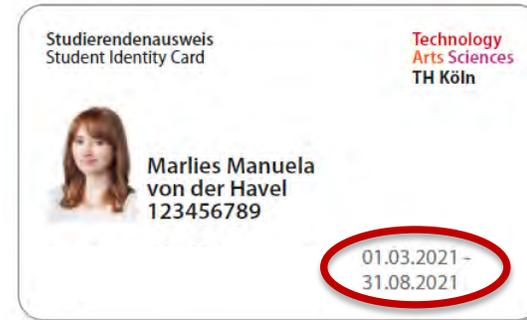 Studierendenausweis
Student Identity Card
Technology
Arts Sciences
TH Köln
Marlies Manuela
von der Havel
123456789
01.03.2021 -
31.08.2021